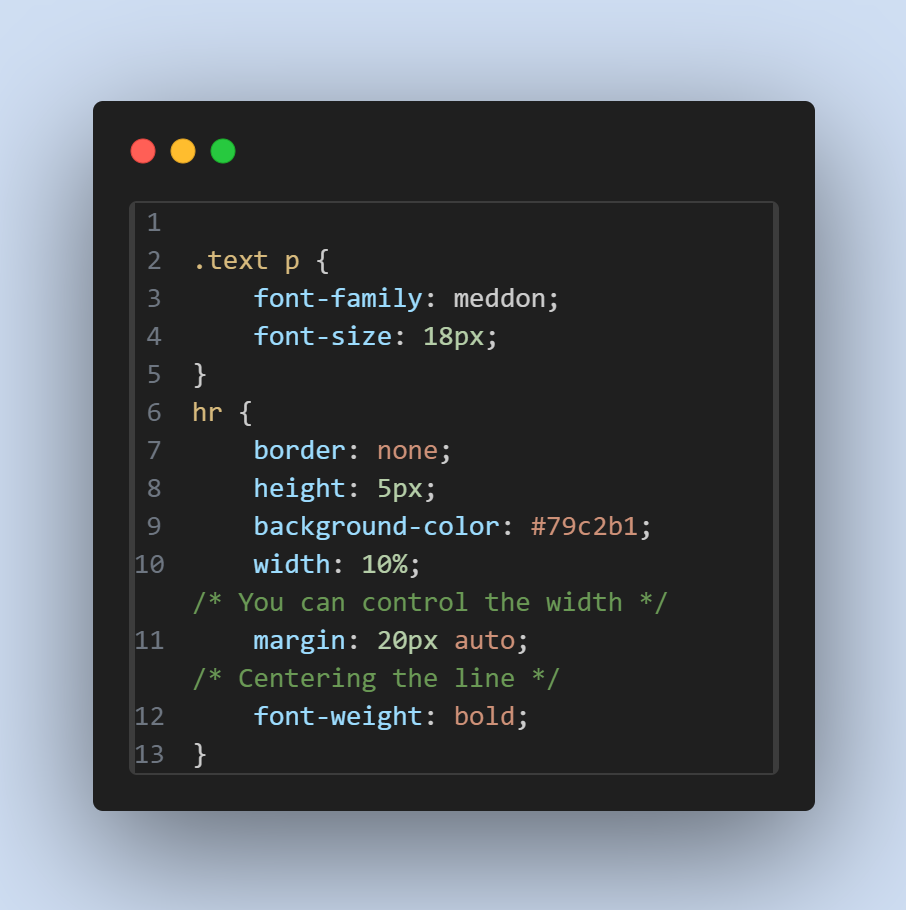 1
2 .text p {
3     font-family: meddon;
4     font-size: 18px;
5 }
6 hr {
7     border: none;
8     height: 5px;
9     background-color: #79c2b1;
10     width: 10%;
/* You can control the width */
11     margin: 20px auto;
/* Centering the line */
12     font-weight: bold;
13 }